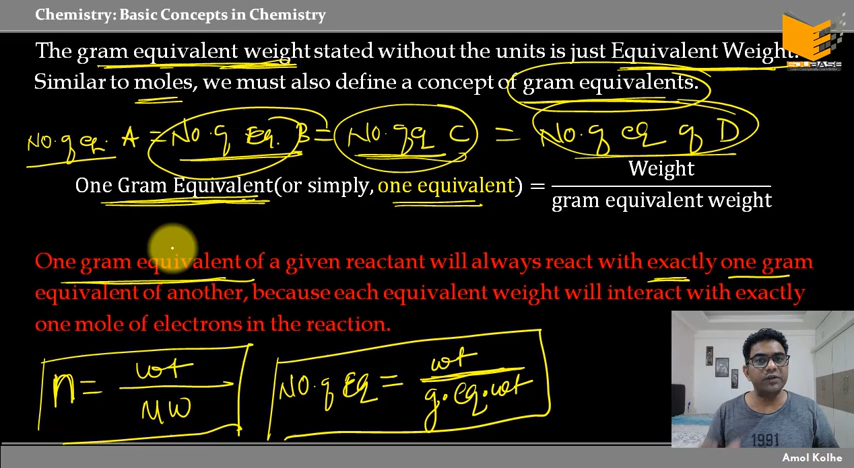 Chemistry: Basic Concepts in Chemistry
The gram equivalent weight stated without the units is just Equivalent Weight.
Similar to moles, we must also define a concept of gram equivalents.
No. q eq. A = No. q Eq. B = No. q eq C = No. q eq q D
One Gram Equivalent(or simply, one equivalent) = Weight / gram equivalent weight
One gram equivalent of a given reactant will always react with exactly one gram
equivalent of another, because each equivalent weight will interact with exactly
one mole of electrons in the reaction.
n = wt / MW
No. q Eq = wt / g. eq. wt
1991
Amol Kolhe